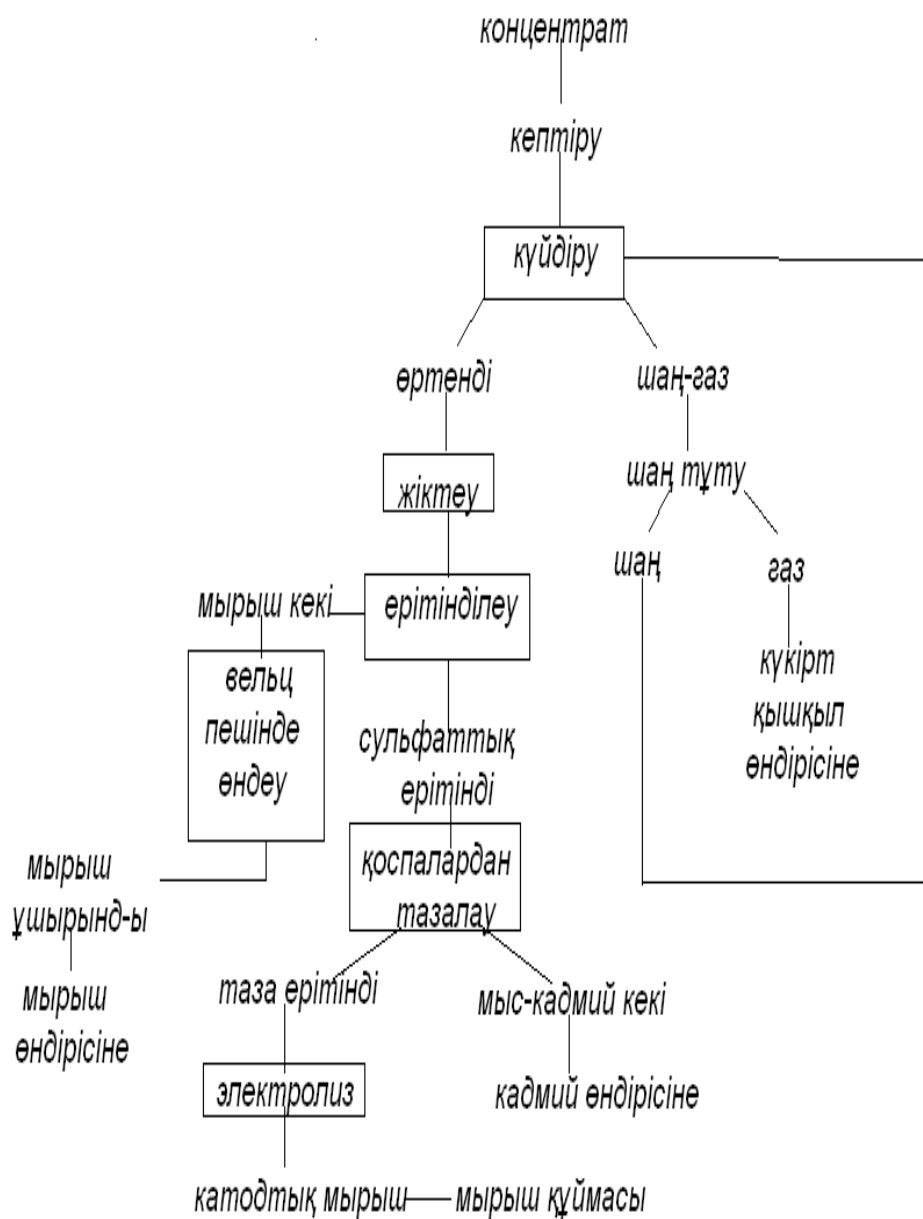 концентрат
кептіру
күйдіру
өртенді
шаң-газ
жіктеу
шаң тұту
шаң
газ
мырыш кекі
ерітінділеу
вельц
пешінде
өндеу
күкірт
қышқыл
өндірісіне
сульфаттық
ерітінді
мырыш
ұшырынд-ы
қоспалардан
тазалау
мырыш
өндірісіне
таза ерітінді
мыс-кадмий кекі
электролиз
кадмий өндірісіне
катодтық мырыш
мырыш құймасы